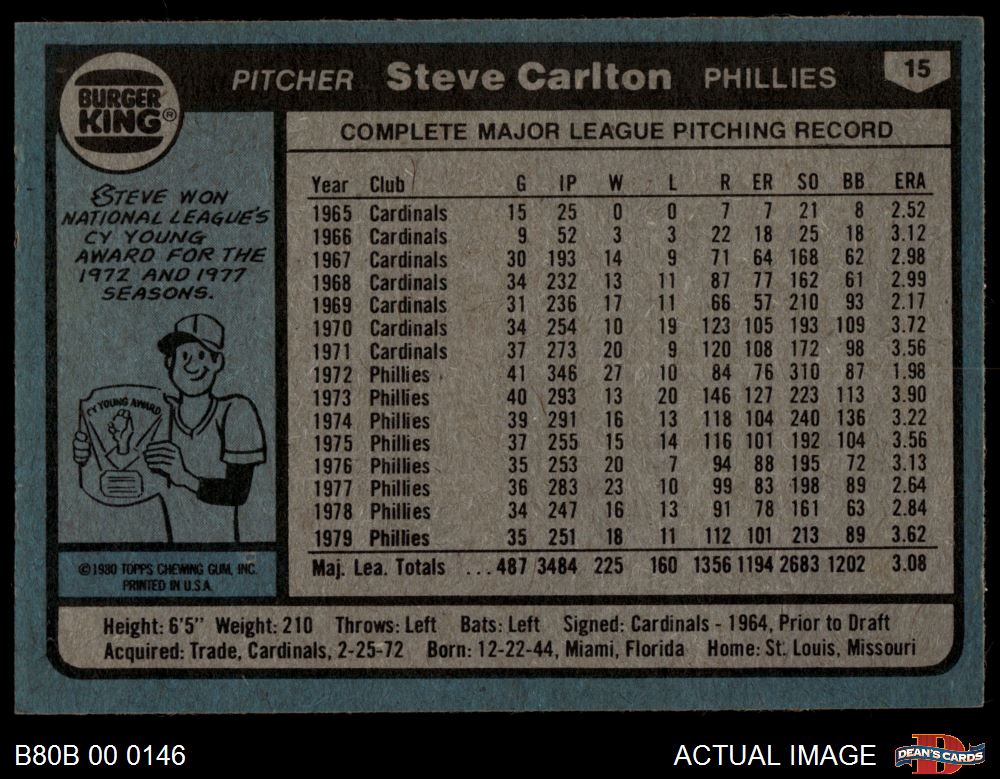 BURGER KING®
PITCHER Steve Carlton PHILLIES 15
STEVE WON
NATIONAL LEAGUE'S
CY YOUNG
AWARD FOR THE
1972 AND 1977
SEASONS.
CY YOUNG AWARD
© 1980 TOPPS CHEWING GUM, INC.
PRINTED IN U.S.A.
COMPLETE MAJOR LEAGUE PITCHING RECORD
Year Club G IP W L R ER SO BB ERA
1965 Cardinals 15 25 0 0 7 7 21 8 2.52
1966 Cardinals 9 52 3 3 22 18 25 18 3.12
1967 Cardinals 30 193 14 9 71 64 168 62 2.98
1968 Cardinals 34 232 13 11 87 77 162 61 2.99
1969 Cardinals 31 236 17 11 66 57 210 93 2.17
1970 Cardinals 34 254 10 19 123 105 193 109 3.72
1971 Cardinals 37 273 20 9 120 108 172 98 3.56
1972 Phillies 41 346 27 10 84 76 310 87 1.98
1973 Phillies 40 293 13 20 146 127 223 113 3.90
1974 Phillies 39 291 16 13 118 104 240 136 3.22
1975 Phillies 37 255 15 14 116 101 192 104 3.56
1976 Phillies 35 253 20 7 94 88 195 72 3.13
1977 Phillies 36 283 23 10 99 83 198 89 2.64
1978 Phillies 34 247 16 13 91 78 161 63 2.84
1979 Phillies 35 251 18 11 112 101 213 89 3.62
Maj. Lea. Totals ... 487 3484 225 160 1356 1194 2683 1202 3.08
Height: 6'5" Weight: 210 Throws: Left Bats: Left Signed: Cardinals - 1964, Prior to Draft
Acquired: Trade, Cardinals, 2-25-72 Born: 12-22-44, Miami, Florida Home: St. Louis, Missouri
B80B 00 0146 ACTUAL IMAGE DEAN'S CARDS